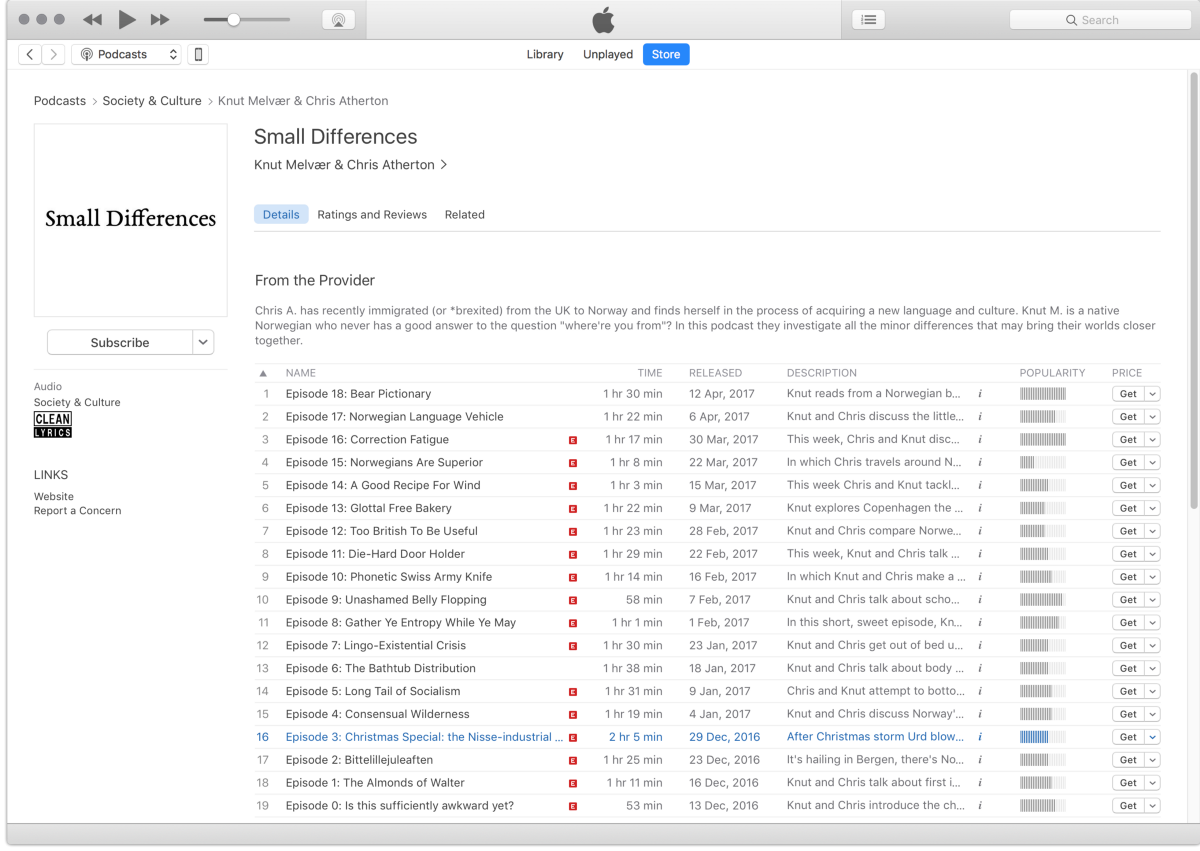 Search
Podcasts
Library Unplayed Store
Podcasts > Society & Culture > Knut Melvær & Chris Atherton
Small Differences
Small Differences
Knut Melvær & Chris Atherton >
Details Ratings and Reviews Related
From the Provider
Chris A. has recently immigrated (or *brexited) from the UK to Norway and finds herself in the process of acquiring a new language and culture. Knut M. is a native
Norwegian who never has a good answer to the question "where're you from"? In this podcast they investigate all the minor differences that may bring their worlds closer
together.
Subscribe
Audio
Society & Culture
CLEAN
LYRICS
LINKS
Website
Report a Concern
NAME TIME RELEASED DESCRIPTION POPULARITY PRICE
1 Episode 18: Bear Pictionary 1 hr 30 min 12 Apr, 2017 Knut reads from a Norwegian b... i Get
2 Episode 17: Norwegian Language Vehicle 1 hr 22 min 6 Apr, 2017 Knut and Chris discuss the little... i Get
3 Episode 16: Correction Fatigue E 1 hr 17 min 30 Mar, 2017 This week, Chris and Knut disc... i Get
4 Episode 15: Norwegians Are Superior E 1 hr 8 min 22 Mar, 2017 In which Chris travels around N... i Get
5 Episode 14: A Good Recipe For Wind E 1 hr 3 min 15 Mar, 2017 This week Chris and Knut tackl... i Get
6 Episode 13: Glottal Free Bakery E 1 hr 22 min 9 Mar, 2017 Knut explores Copenhagen the ... i Get
7 Episode 12: Too British To Be Useful E 1 hr 23 min 28 Feb, 2017 Knut and Chris compare Norwe... i Get
8 Episode 11: Die-Hard Door Holder E 1 hr 29 min 22 Feb, 2017 This week, Knut and Chris talk ... i Get
9 Episode 10: Phonetic Swiss Army Knife E 1 hr 14 min 16 Feb, 2017 In which Knut and Chris make a ... i Get
10 Episode 9: Unashamed Belly Flopping E 58 min 7 Feb, 2017 Knut and Chris talk about scho... i Get
11 Episode 8: Gather Ye Entropy While Ye May E 1 hr 1 min 1 Feb, 2017 In this short, sweet episode, Kn... i Get
12 Episode 7: Lingo-Existential Crisis E 1 hr 30 min 23 Jan, 2017 Knut and Chris get out of bed u... i Get
13 Episode 6: The Bathtub Distribution 1 hr 38 min 18 Jan, 2017 Knut and Chris talk about body ... i Get
14 Episode 5: Long Tail of Socialism E 1 hr 31 min 9 Jan, 2017 Chris and Knut attempt to botto... i Get
15 Episode 4: Consensual Wilderness E 1 hr 19 min 4 Jan, 2017 Knut and Chris discuss Norway'... i Get
16 Episode 3: Christmas Special: the Nisse-industrial ... E 2 hr 5 min 29 Dec, 2016 After Christmas storm Urd blow... i Get
17 Episode 2: Bittelillejuleaften E 1 hr 25 min 23 Dec, 2016 It's hailing in Bergen, there's No... i Get
18 Episode 1: The Almonds of Walter E 1 hr 11 min 16 Dec, 2016 Knut and Chris talk about first i... i Get
19 Episode 0: Is this sufficiently awkward yet? E 53 min 13 Dec, 2016 Knut and Chris introduce the ch... i Get